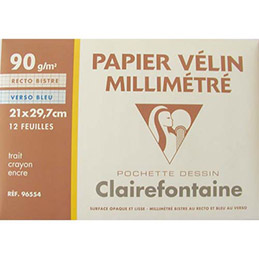 90 g/m²
RECTO BISTRE
VERSO BLEU
21x29,7cm
12 FEUILLES
trait
crayon
encre
RÉF. 96554
PAPIER VÉLIN
MILLIMÉTRÉ
POCHETTE DESSIN
Clairefontaine
SURFACE OPAQUE ET LISSE - MILLIMÉTRÉ BISTRE AU RECTO ET BLEU AU VERSO